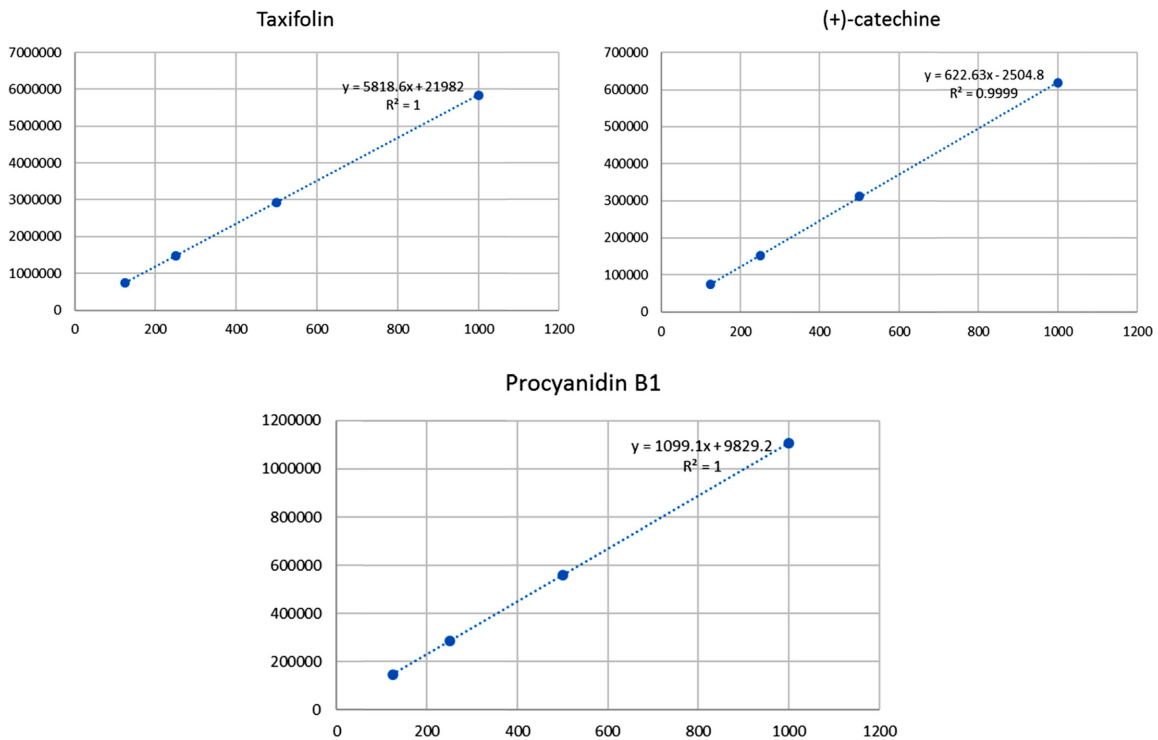 Taxifolin
7000000
6000000
5000000
4000000
3000000
2000000
1000000
0
y = 5818.6x + 21982
R² = 1
0 200 400 600 800 1000 1200
(+)-catechine
700000
600000
500000
400000
300000
200000
100000
0
y = 622.63x - 2504.8
R² = 0.9999
0 200 400 600 800 1000 1200
Procyanidin B1
1200000
1000000
800000
600000
400000
200000
0
y = 1099.1x + 9829.2
R² = 1
0 200 400 600 800 1000 1200